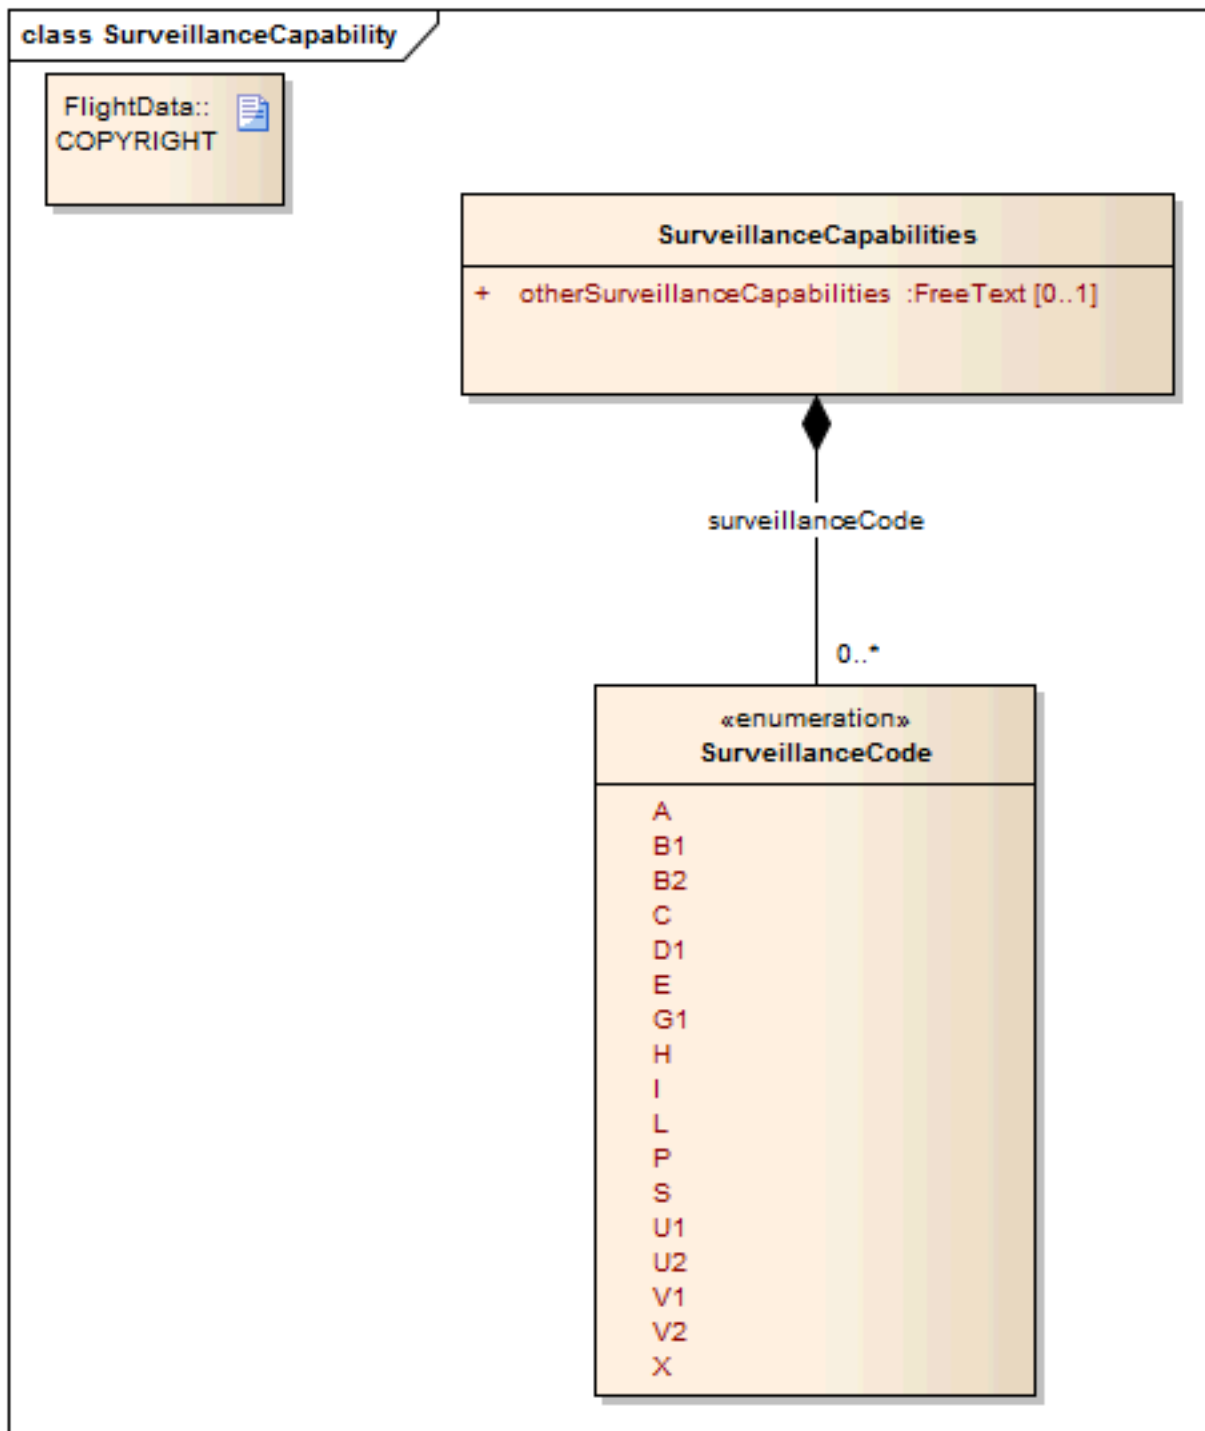 class SurveillanceCapability
FlightData::
COPYRIGHT
SurveillanceCapabilities
+ otherSurveillanceCapabilities :FreeText [0..1]
surveillanceCode
0..*
«enumeration»
SurveillanceCode
A
B1
B2
C
D1
E
G1
H
I
L
P
S
U1
U2
V1
V2
X